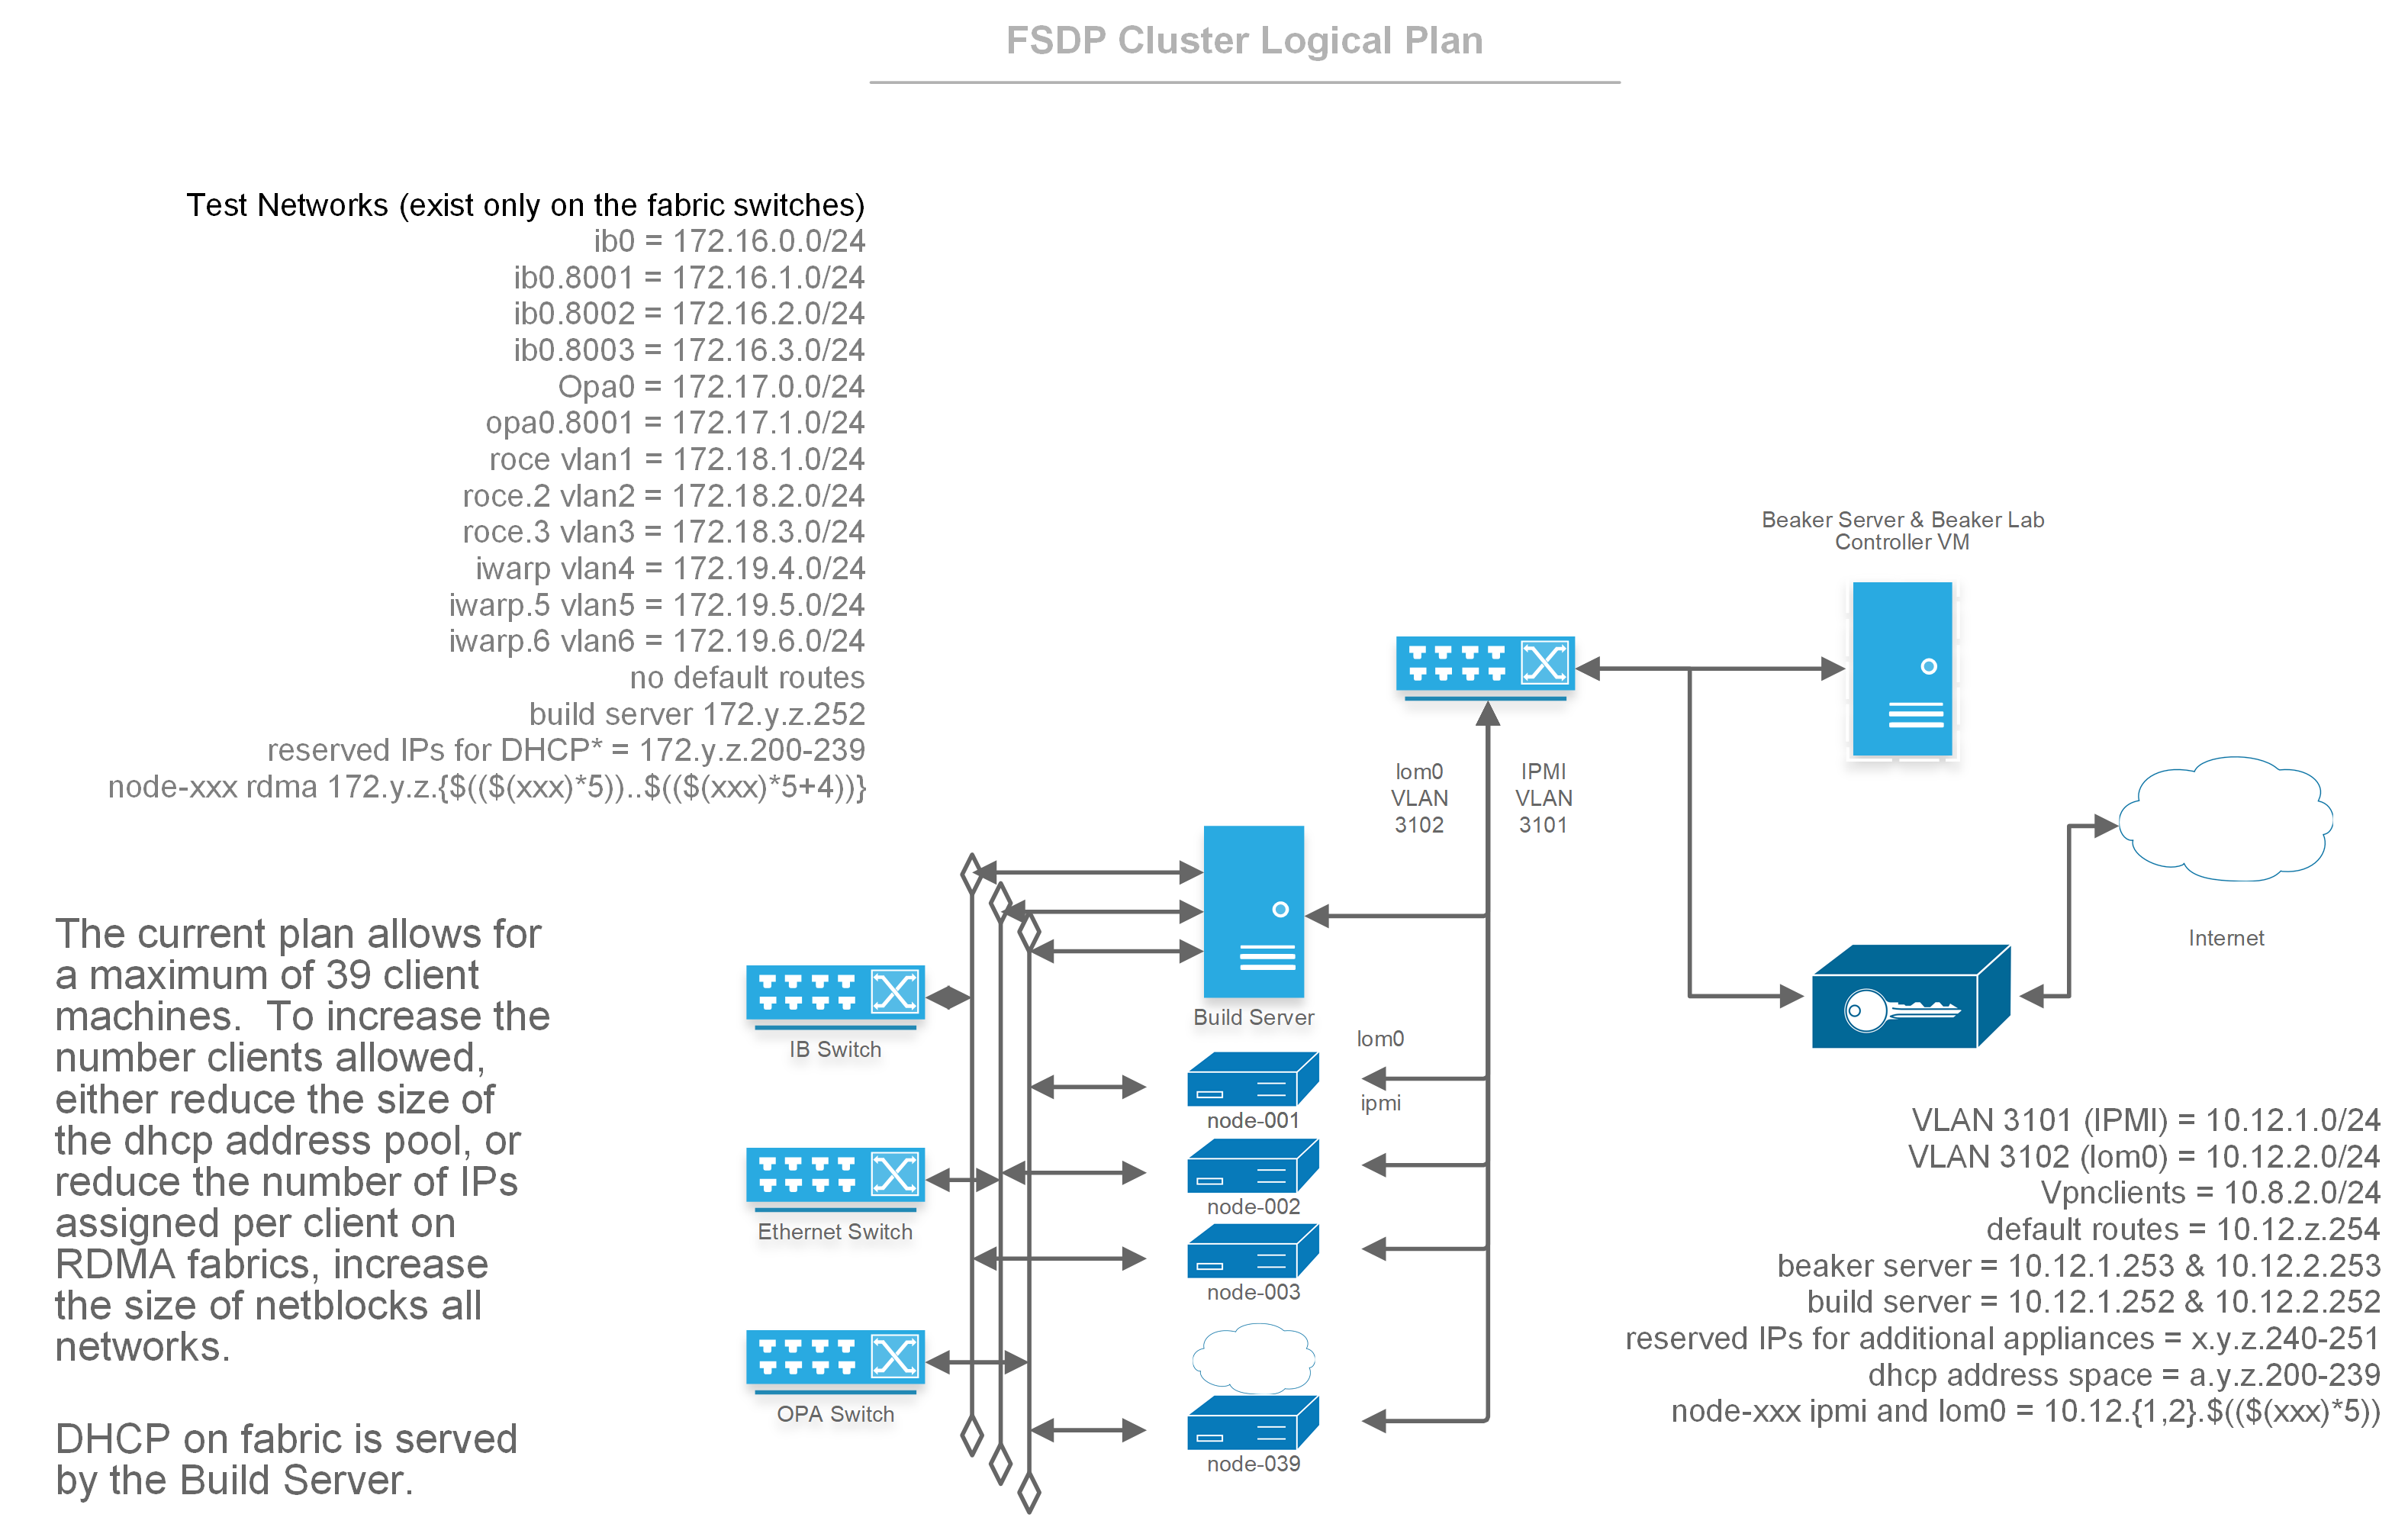 FSDP Cluster Logical Plan
Test Networks (exist only on the fabric switches)
ib0 = 172.16.0.0/24
ib0.8001 = 172.16.1.0/24
ib0.8002 = 172.16.2.0/24
ib0.8003 = 172.16.3.0/24
Opa0 = 172.17.0.0/24
opa0.8001 = 172.17.1.0/24
roce vlan1 = 172.18.1.0/24
roce.2 vlan2 = 172.18.2.0/24
roce.3 vlan3 = 172.18.3.0/24
iwarp vlan4 = 172.19.4.0/24
iwarp.5 vlan5 = 172.19.5.0/24
iwarp.6 vlan6 = 172.19.6.0/24
no default routes
build server 172.y.z.252
reserved IPs for DHCP* = 172.y.z.200-239
node-xxx rdma 172.y.z.{$(($(xxx)*5))..$(($(xxx)*5+4))}
The current plan allows for
a maximum of 39 client
machines.  To increase the
number clients allowed,
either reduce the size of
the dhcp address pool, or
reduce the number of IPs
assigned per client on
RDMA fabrics, increase
the size of netblocks all
networks.
DHCP on fabric is served
by the Build Server.
IB Switch
Ethernet Switch
OPA Switch
Build Server
node-001
node-002
node-003
node-039
lom0
ipmi
lom0
VLAN
3102
IPMI
VLAN
3101
Beaker Server & Beaker Lab
Controller VM
Internet
VLAN 3101 (IPMI) = 10.12.1.0/24
VLAN 3102 (lom0) = 10.12.2.0/24
Vpnclients = 10.8.2.0/24
default routes = 10.12.z.254
beaker server = 10.12.1.253 & 10.12.2.253
build server = 10.12.1.252 & 10.12.2.252
reserved IPs for additional appliances = x.y.z.240-251
dhcp address space = a.y.z.200-239
node-xxx ipmi and lom0 = 10.12.{1,2}.$(($(xxx)*5))